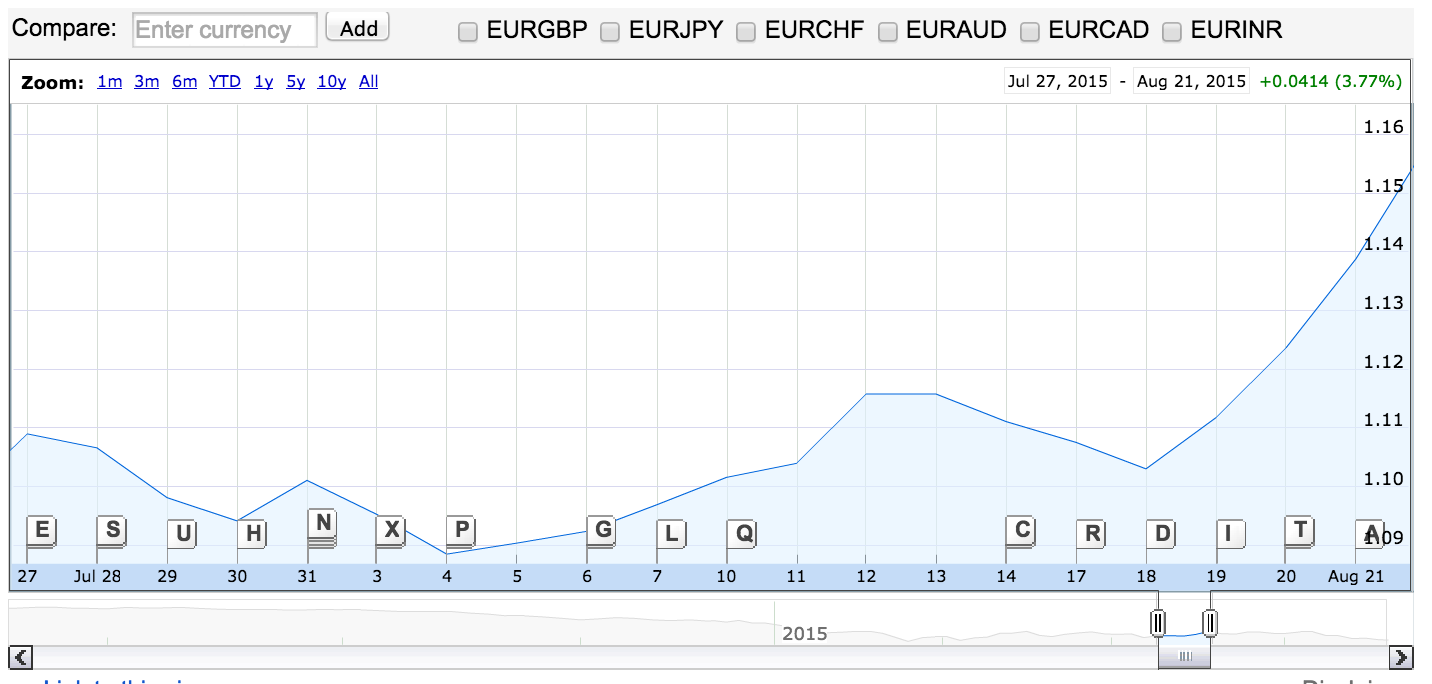 Compare: Enter currency Add EURGBP EURJPY EURCHF EURAUD EURCAD EURINR
Zoom: 1m 3m 6m YTD 1y 5y 10y All Jul 27, 2015 - Aug 21, 2015 +0.0414 (3.77%)
1.16
1.15
1.14
1.13
1.12
1.11
1.10
1.09
E S U H N X P G L Q C R D I T A
27 Jul 28 29 30 31 3 4 5 6 7 10 11 12 13 14 17 18 19 20 Aug 21
2015